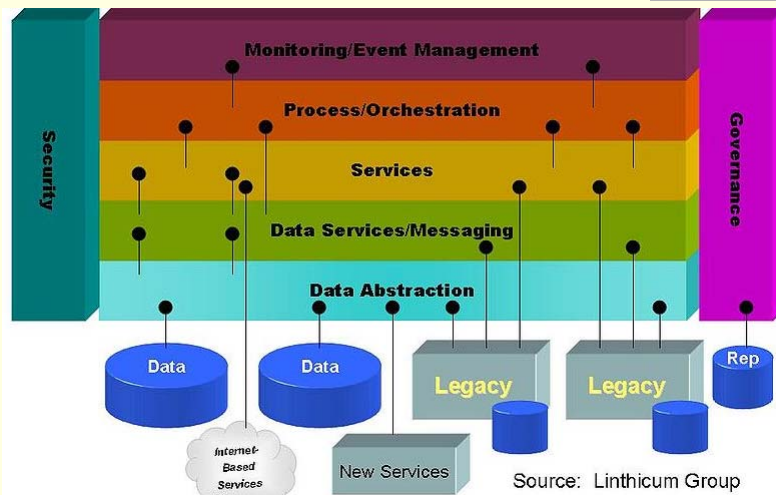 Monitoring/Event Management
Process/Orchestration
Services
Data Services/Messaging
Data Abstraction
Security
Governance
Data
Data
Legacy
Legacy
Rep
Internet-
Based
Services
New Services
Source: Linthicum Group